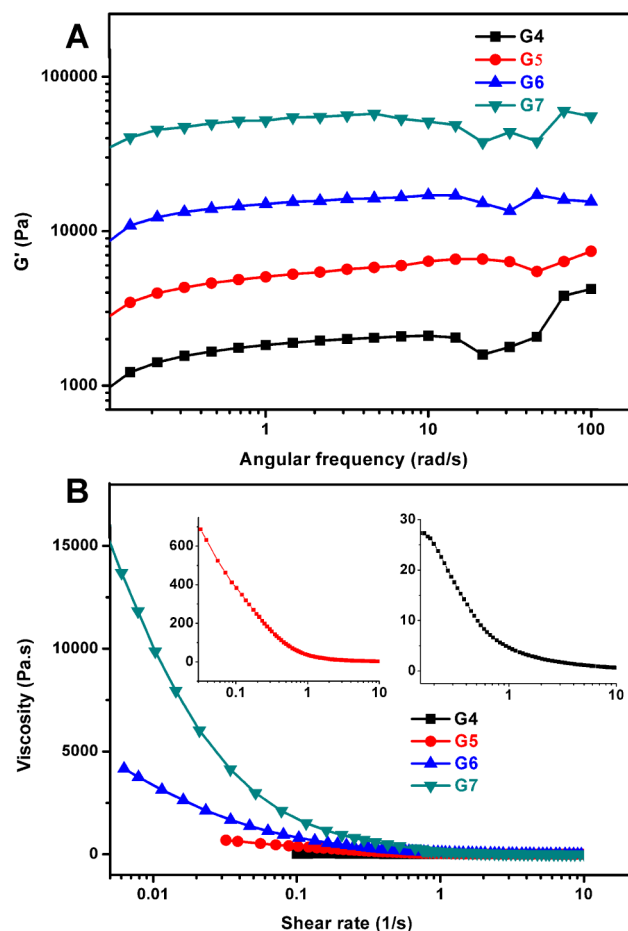 A
G4
G5
G6
G7
100000
10000
1000
G' (Pa)
1
10
100
Angular frequency (rad/s)
B
15000
10000
5000
0
Viscosity (Pa.s)
600
400
200
0
0.1
1
10
30
20
10
0
1
10
G4
G5
G6
G7
0.01
0.1
1
10
Shear rate (1/s)